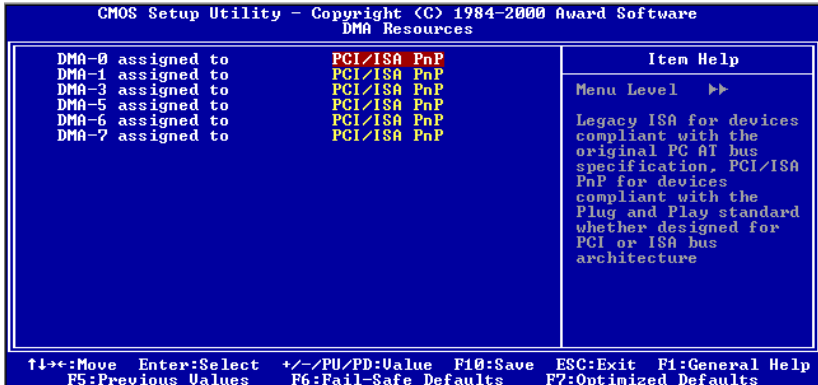 CMOS Setup Utility - Copyright (C) 1984-2000 Award Software
DMA Resources
DMA-0 assigned to PCI/ISA PnP
DMA-1 assigned to PCI/ISA PnP
DMA-3 assigned to PCI/ISA PnP
DMA-5 assigned to PCI/ISA PnP
DMA-6 assigned to PCI/ISA PnP
DMA-7 assigned to PCI/ISA PnP
Item Help
Menu Level ▶▶
Legacy ISA for devices
compliant with the
original PC AT bus
specification, PCI/ISA
PnP for devices
compliant with the
Plug and Play standard
whether designed for
PCI or ISA bus
architecture
↑↓→←:Move Enter:Select +/-/PU/PD:Value F10:Save ESC:Exit F1:General Help
F5:Previous Values F6:Fail-Safe Defaults F7:Optimized Defaults